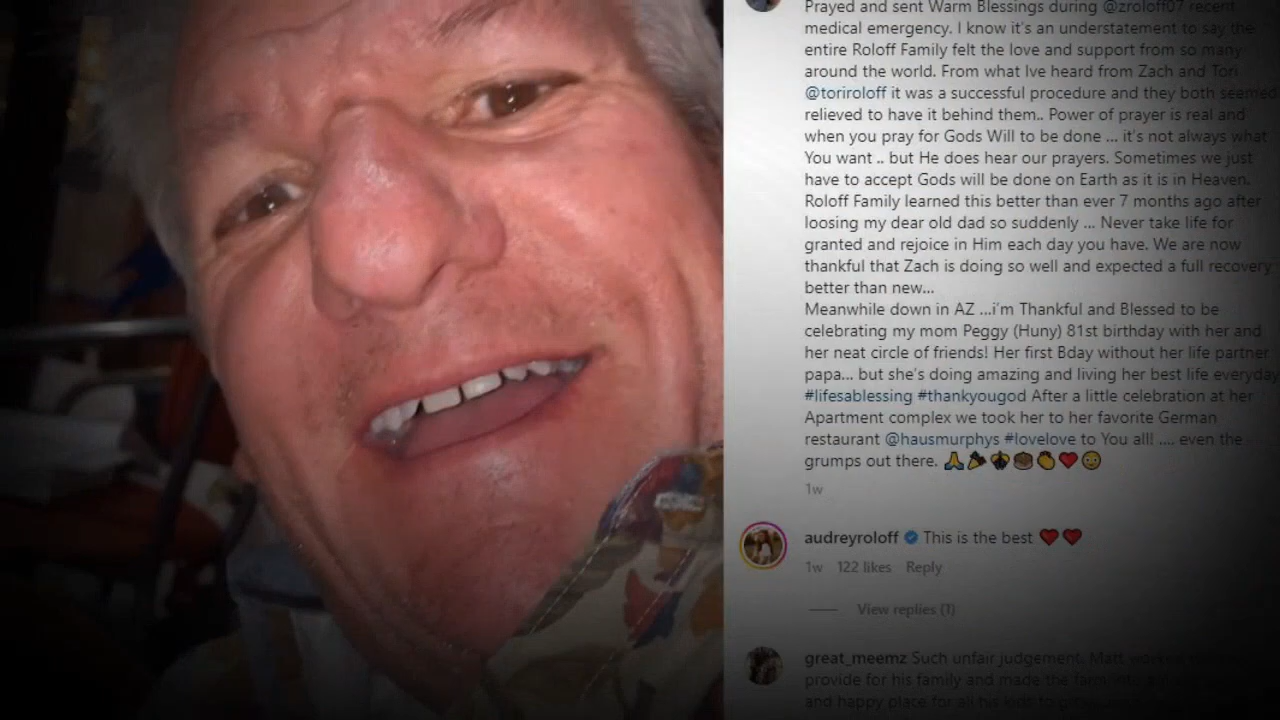 Prayed and sent Warm Blessings during @zroloff07 recent
medical emergency. I know it's an understatement to say the
entire Roloff Family felt the love and support from so many
around the world. From what Ive heard from Zach and Tori
@toriroloff it was a successful procedure and they both seemed
relieved to have it behind them.. Power of prayer is real and
when you pray for Gods Will to be done ... it's not always what
You want .. but He does hear our prayers. Sometimes we just
have to accept Gods will be done on Earth as it is in Heaven.
Roloff Family learned this better than ever 7 months ago after
loosing my dear old dad so suddenly ... Never take life for
granted and rejoice in Him each day you have. We are now
thankful that Zach is doing so well and expected a full recovery
better than new...
Meanwhile down in AZ ...i'm Thankful and Blessed to be
celebrating my mom Peggy (Huny) 81st birthday with her and
her neat circle of friends! Her first Bday without her life partner
papa... but she's doing amazing and living her best life everyday
#lifesablessing #thankyougod After a little celebration at her
Apartment complex we took her to her favorite German
restaurant @hausmurphys #lovelove to You all! .... even the
grumps out there. 
1w
audreyroloff This is the best ❤️❤️
1w 122 likes Reply
View replies (1)
great_meemz Such unfair judgement. Matt
provide for his family and made the farm
and happy place for all his kids to